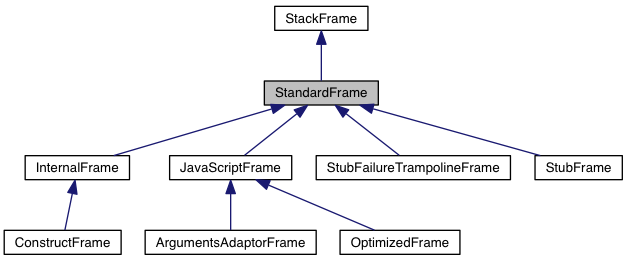 StackFrame
StandardFrame
InternalFrame
JavaScriptFrame
StubFailureTrampolineFrame
StubFrame
ConstructFrame
ArgumentsAdaptorFrame
OptimizedFrame